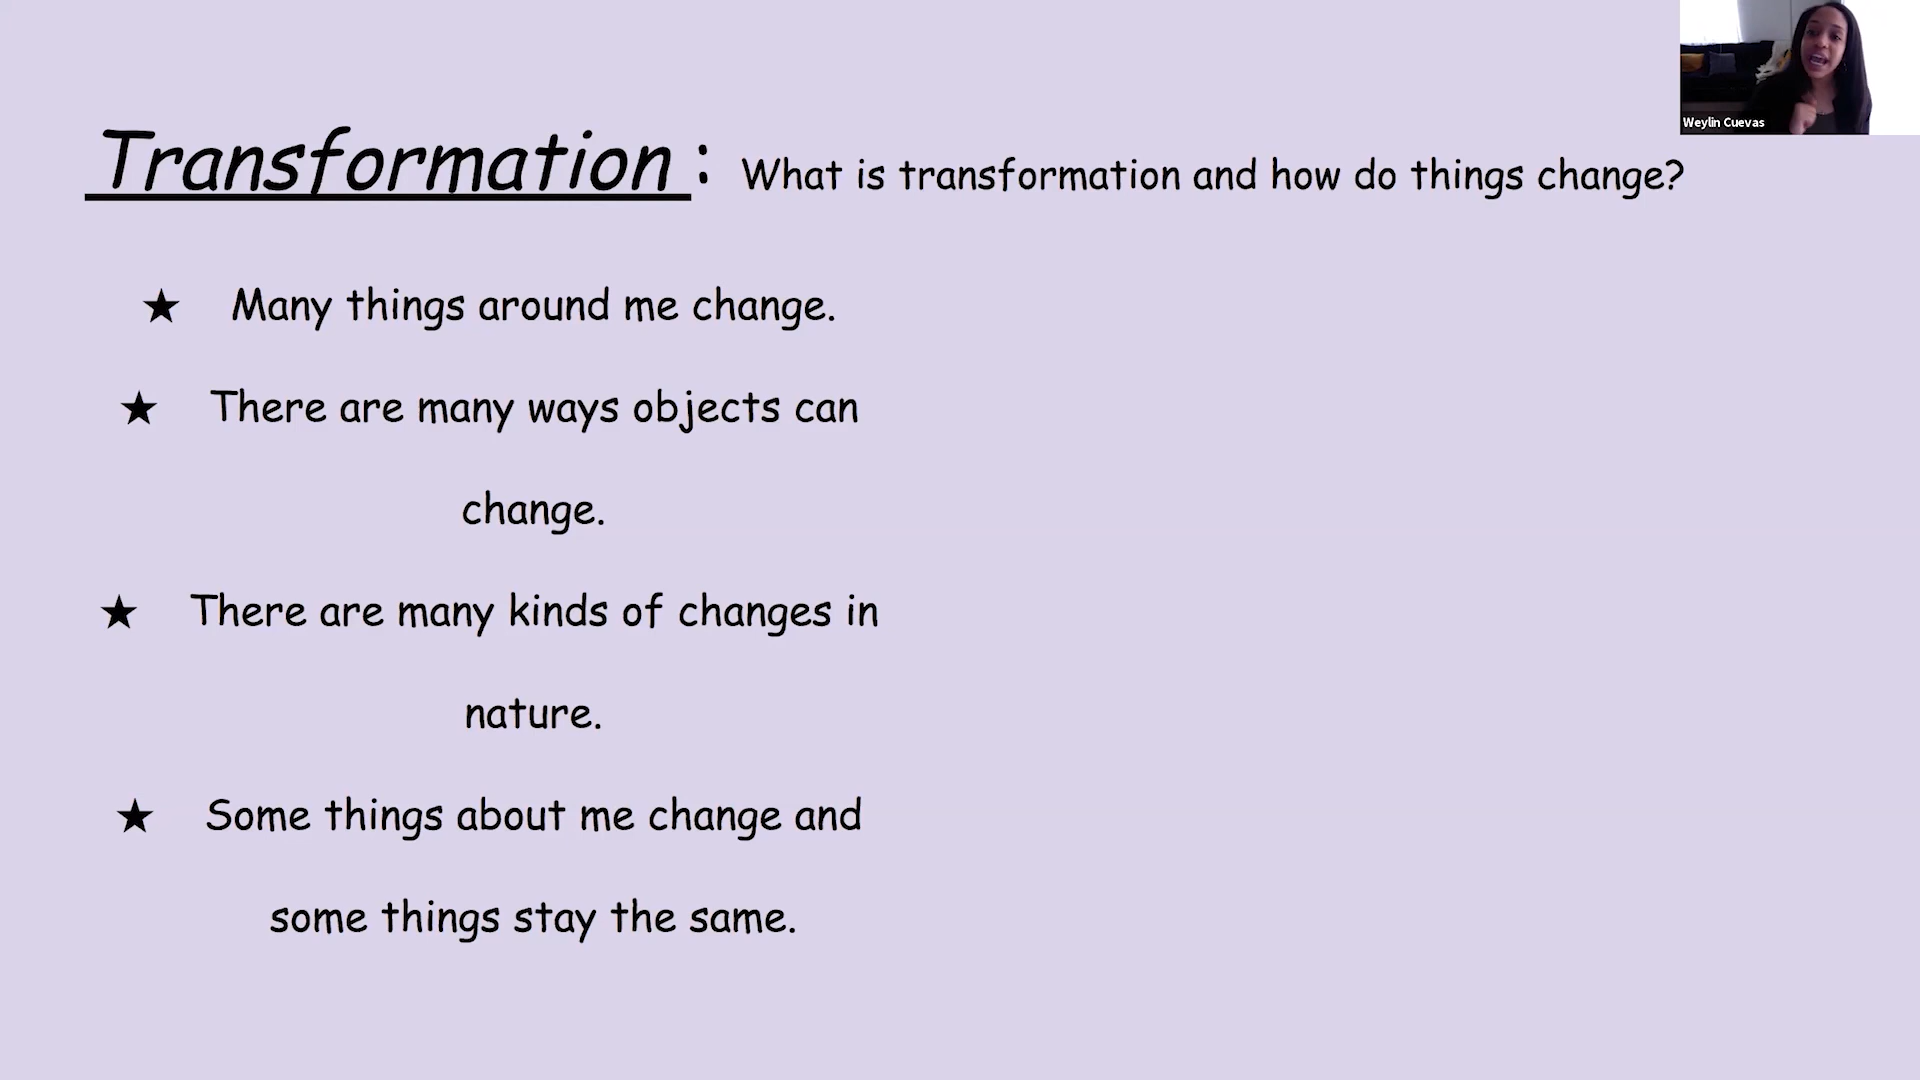 Weylin Cuevas
Transformation: What is transformation and how do things change?
★ Many things around me change.
★ There are many ways objects can
change.
★ There are many kinds of changes in
nature.
★ Some things about me change and
some things stay the same.